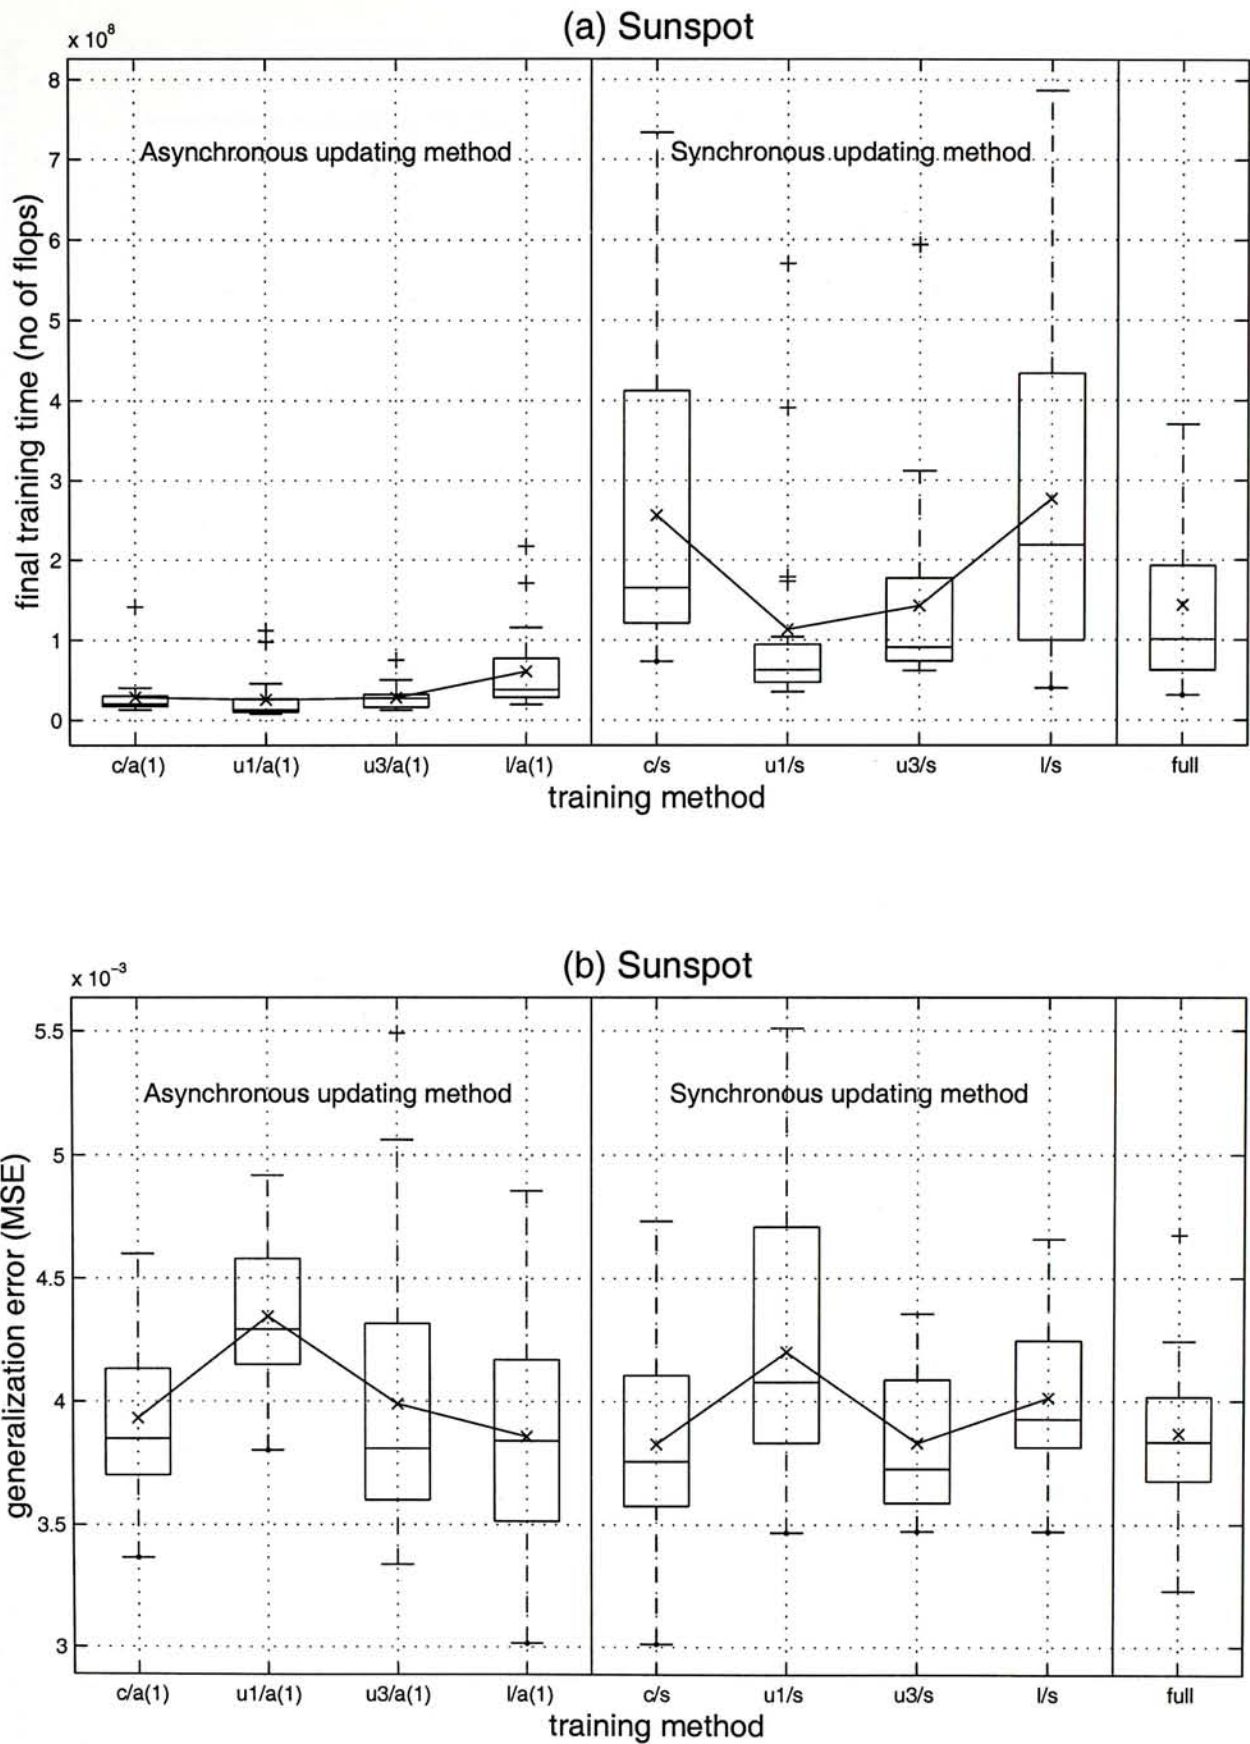 (a) Sunspot
x 10⁸
8
7
6
5
4
3
2
1
0
final training time (no of flops)
Asynchronous updating method
Synchronous updating method
c/a(1) u1/a(1) u3/a(1) l/a(1) c/s u1/s u3/s l/s full
training method
(b) Sunspot
x 10⁻³
5.5
5
4.5
4
3.5
3
generalization error (MSE)
Asynchronous updating method
Synchronous updating method
c/a(1) u1/a(1) u3/a(1) l/a(1) c/s u1/s u3/s l/s full
training method